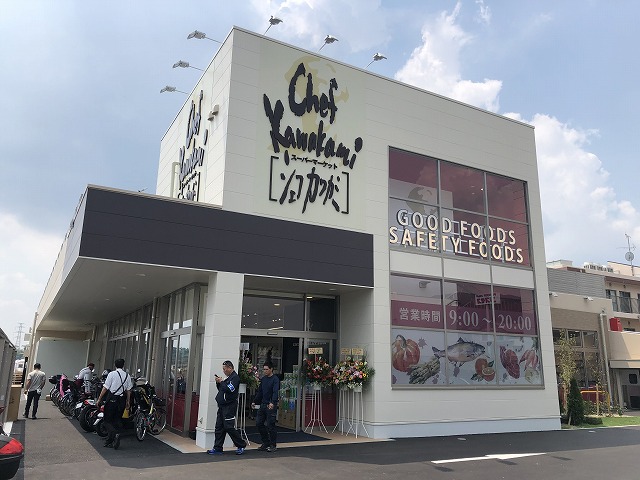 Chef
Kawakami
スーパーマーケット
[シェフカワカミ]
GOOD FOODS
SAFETY FOODS
営業時間 9:00～20:00